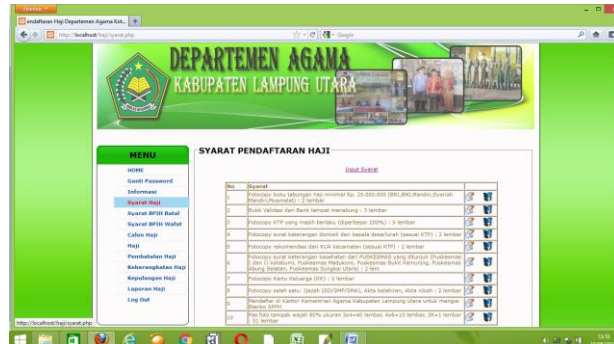 Firefox
endaftaran Haji Departemen Agama Kot...
http://localhost/haji/syarat.php
Google
DEPARTEMEN AGAMA
KABUPATEN LAMPUNG UTARA
MENU
HOME
Ganti Password
Informasi
Syarat Haji
Syarat BPIH Batal
Syarat BPIH Wafat
Calon Haji
Haji
Pembatalan Haji
Keberangkatan Haji
Kepulangan Haji
Laporan Haji
Log Out
SYARAT PENDAFTARAN HAJI
Input Syarat
No Syarat
1 Fotocopy buku tabungan haji minimal Rp. 25.000.000 (BRI,BNI,Mandiri,Syariah
Mandiri,Muamalat) : 2 lembar
2 Bukti Validasi dari Bank tempat menabung : 3 lembar
3 Fotocopy KTP yang masih berlaku (diperbesar 200%) : 5 lembar
4 Fotocopy surat keterangan domisili dari kepala desa/lurah (sesuai KTP) : 2 lembar
5 Fotocopy rekomendasi dari KUA kecamatan (sesuai KTP) : 2 lembar
6 Fotocopy surat keterangan kesehatan dari PUSKESMAS yang ditunjuk (Puskesmas
I dan II kotabumi, Puskesmas Madukoro, Puskesmas Bukit Kemuning, Puskesmas
Abung Selatan, Puskesmas Bungkai Utara) : 2 lem
7 Fotocopy Kartu Keluarga (KK) : 3 lembar
8 Fotocopy salah satu: Ijazah (SD/SMP/SMA), Akta kelahiran, Akta nikah : 2 lembar
9 Mendaftar di Kantor Kementrian Agama Kabupaten Lampung Utara untuk mengisi
Blanko SPPH
10 Pas foto tampak wajah 80% ukuran 3x4=40 lembar, 4x6=10 lembar, 3R=1 lembar
: 51 lembar
http://localhost/haji/syarat.php
15:18